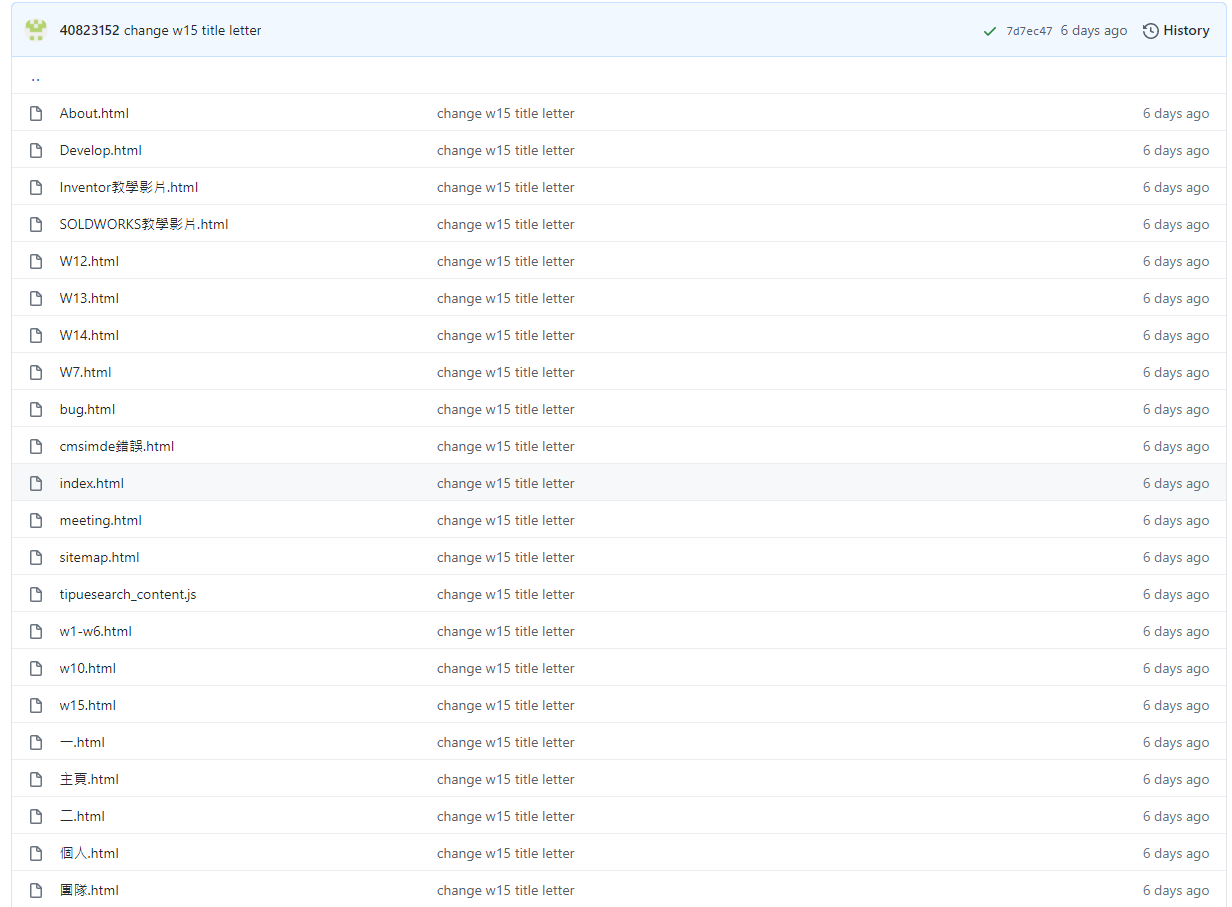 40823152 change w15 title letter 7d7ec47 6 days ago History
..
About.html change w15 title letter 6 days ago
Develop.html change w15 title letter 6 days ago
Inventor教學影片.html change w15 title letter 6 days ago
SOLDWORKS教學影片.html change w15 title letter 6 days ago
W12.html change w15 title letter 6 days ago
W13.html change w15 title letter 6 days ago
W14.html change w15 title letter 6 days ago
W7.html change w15 title letter 6 days ago
bug.html change w15 title letter 6 days ago
cmsimde錯誤.html change w15 title letter 6 days ago
index.html change w15 title letter 6 days ago
meeting.html change w15 title letter 6 days ago
sitemap.html change w15 title letter 6 days ago
tipuesearch_content.js change w15 title letter 6 days ago
w1-w6.html change w15 title letter 6 days ago
w10.html change w15 title letter 6 days ago
w15.html change w15 title letter 6 days ago
一.html change w15 title letter 6 days ago
主頁.html change w15 title letter 6 days ago
二.html change w15 title letter 6 days ago
個人.html change w15 title letter 6 days ago
團隊.html change w15 title letter 6 days ago